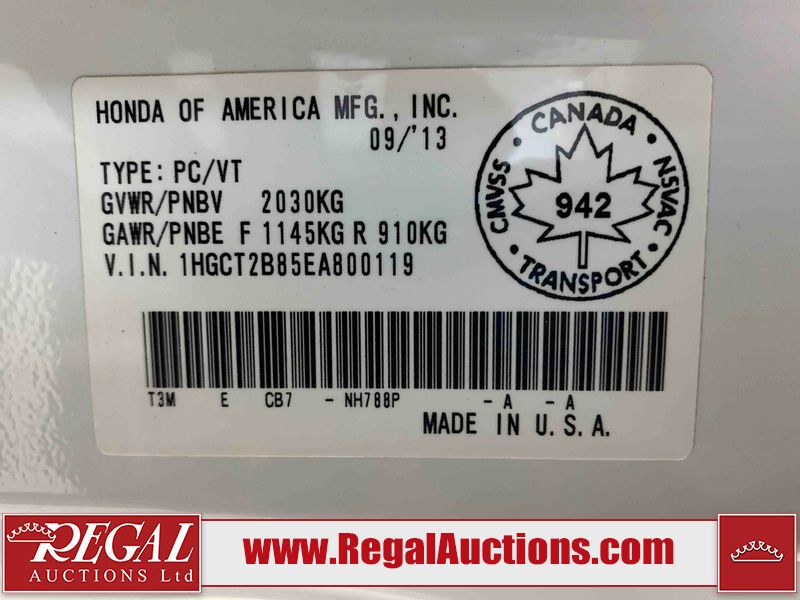 HONDA OF AMERICA MFG., INC.
09/'13
TYPE: PC/VT
GVWR/PNBV 2030KG
GAWR/PNBE F 1145KG R 910KG
V.I.N. 1HGCT2B85EA800119
CANADA
CMVSS
942
NSVAC
TRANSPORT
T3M E CB7 - NH788P - A - A
MADE IN U.S.A.
REGAL
AUCTIONS Ltd
www.RegalAuctions.com